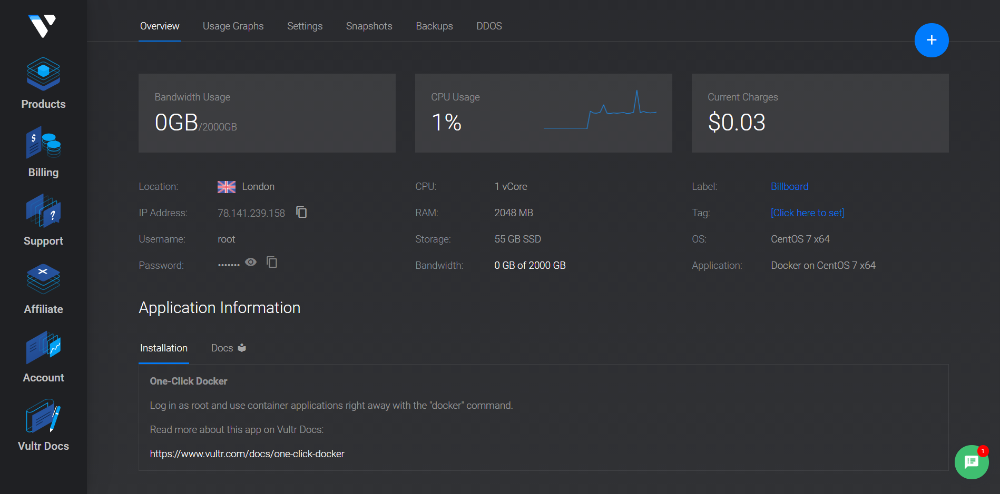 Overview Usage Graphs Settings Snapshots Backups DDOS
+
Products
Billing
Support
Affiliate
Account
Vultr Docs
Bandwidth Usage
0GB/2000GB
CPU Usage
1%
Current Charges
$0.03
Location: London
IP Address: 78.141.239.158
Username: root
Password: •••••••
CPU: 1 vCore
RAM: 2048 MB
Storage: 55 GB SSD
Bandwidth: 0 GB of 2000 GB
Label: Billboard
Tag: [Click here to set]
OS: CentOS 7 x64
Application: Docker on CentOS 7 x64
Application Information
Installation Docs
One-Click Docker
Log in as root and use container applications right away with the "docker" command.
Read more about this app on Vultr Docs:
https://www.vultr.com/docs/one-click-docker
1